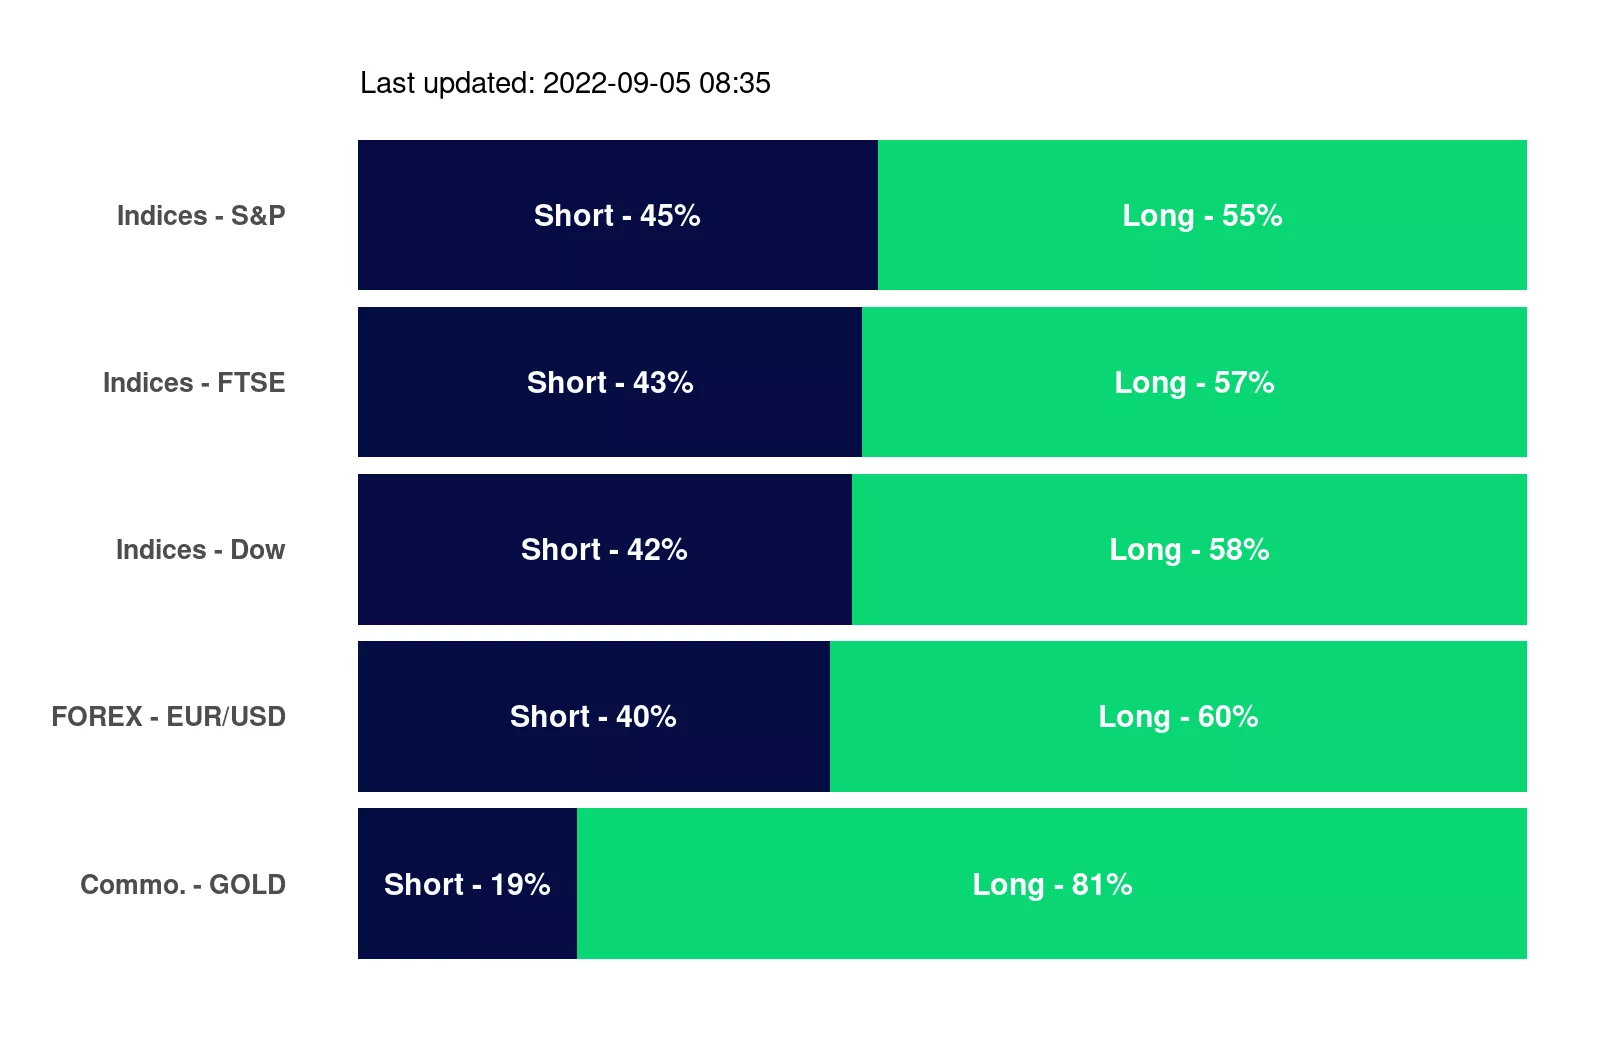 Last updated: 2022-09-05 08:35
Indices - S&P Short - 45% Long - 55%
Indices - FTSE Short - 43% Long - 57%
Indices - Dow Short - 42% Long - 58%
FOREX - EUR/USD Short - 40% Long - 60%
Commo. - GOLD Short - 19% Long - 81%